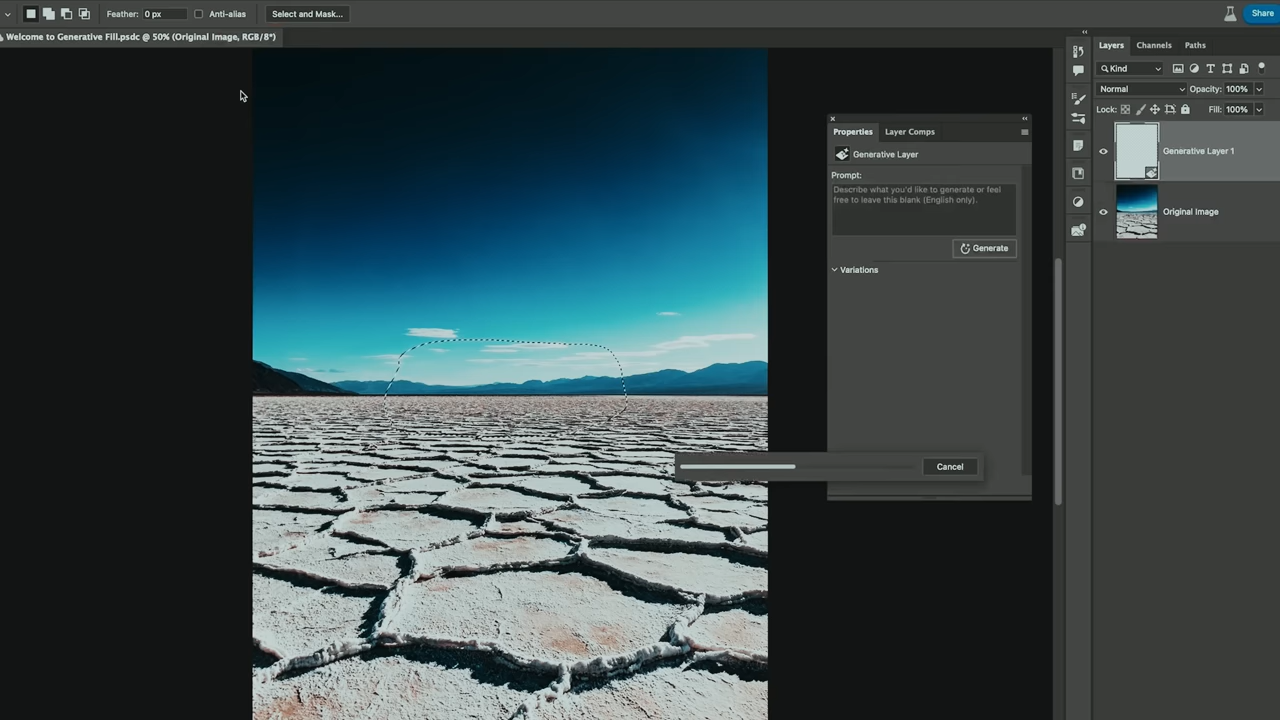 Feather: 0 px Anti-alias Select and Mask... Share
Welcome to Generative Fill.psdc @ 50% (Original Image, RGB/8*)
Layers Channels Paths
Kind
Normal Opacity: 100%
Lock: Fill: 100%
Generative Layer 1
Original Image
Properties Layer Comps
Generative Layer
Prompt:
Describe what you'd like to generate or feel
free to leave this blank (English only).
Generate
Variations
Cancel